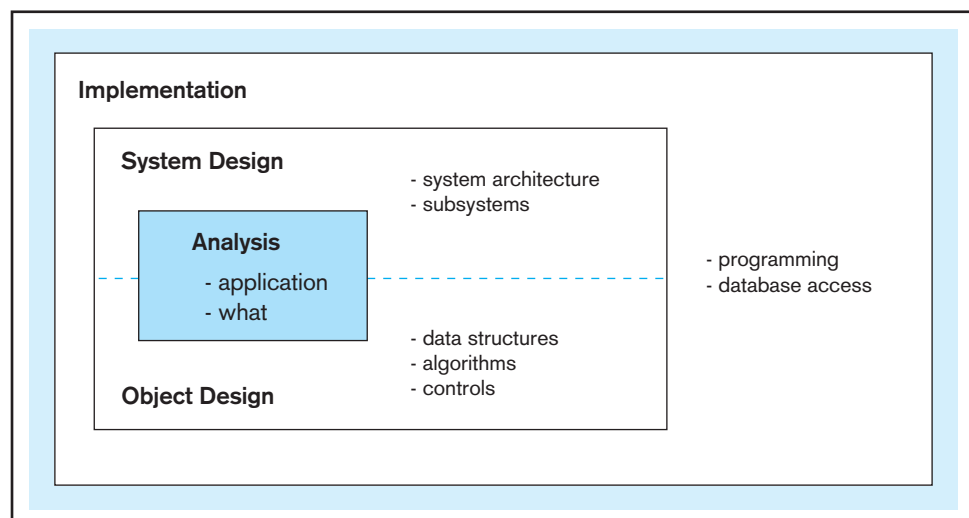 Implementation
System Design
- system architecture
- subsystems
Analysis
- application
- what
- programming
- database access
- data structures
- algorithms
- controls
Object Design